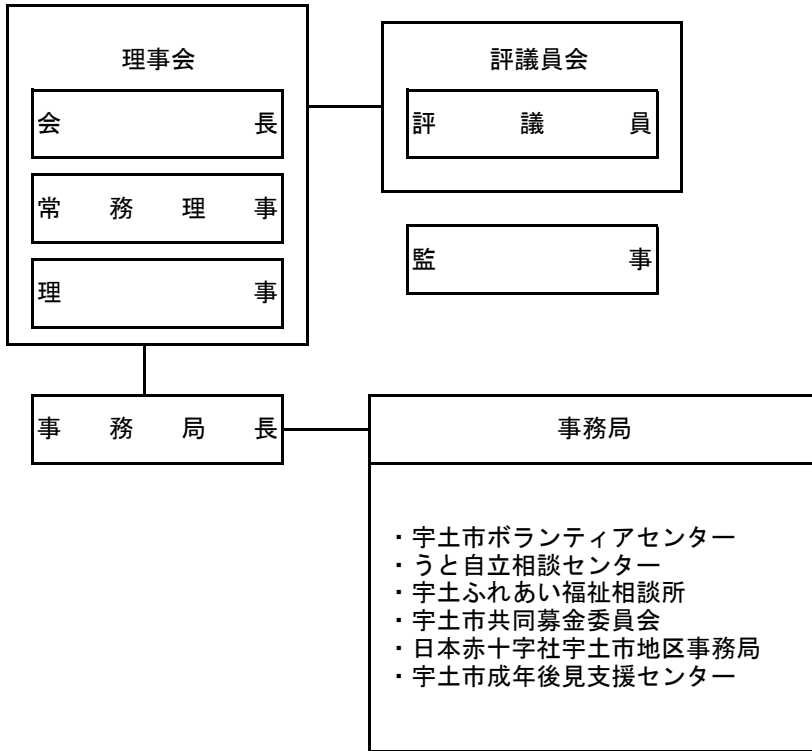 理事会
会長
常務理事
理事
評議員会
評議員
監事
事務局長
事務局
・宇土市ボランティアセンター
・うと自立相談センター
・宇土ふれあい福祉相談所
・宇土市共同募金委員会
・日本赤十字社宇土市地区事務局
・宇土市成年後見支援センター